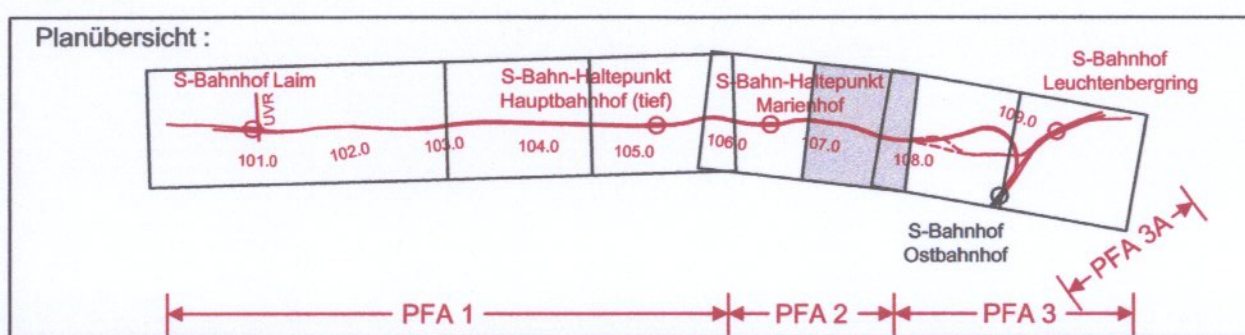 Planübersicht :
S-Bahnhof Laim
UVR
S-Bahn-Haltepunkt
Hauptbahnhof (tief)
S-Bahn-Haltepunkt
Marienhof
S-Bahnhof
Leuchtenbergring
101.0
102.0
103.0
104.0
105.0
106.0
107.0
108.0
109.0
S-Bahnhof
Ostbahnhof
PFA 3A
PFA 1
PFA 2
PFA 3